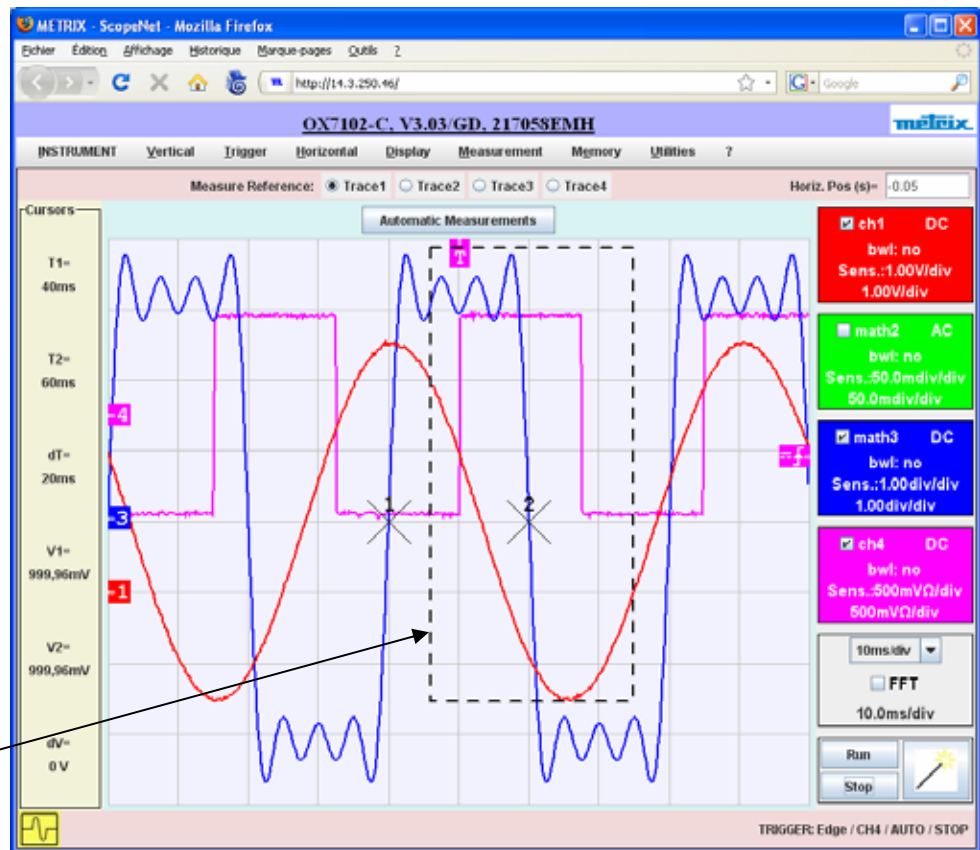 METRIX - ScopeNet - Mozilla Firefox
Fichier Édition Affichage Historique Marque-pages Outils ?
http://14.3.250.46/
G Google
OX7102-C, V3.03/GD, 217058EMH
metrix
INSTRUMENT Vertical Trigger Horizontal Display Measurement Memory Utilities ?
Measure Reference: Trace1 Trace2 Trace3 Trace4
Horiz. Pos (s)= -0.05
Cursors
Automatic Measurements
T1=
40ms
T2=
60ms
dT=
20ms
V1=
999,96mV
V2=
999,96mV
dV=
0 V
T
4
3
1
1
2
ch1 DC
bwl: no
Sens.:1.00V/div
1.00V/div
math2 AC
bwl: no
Sens.:50.0mdiv/div
50.0mdiv/div
math3 DC
bwl: no
Sens.:1.00div/div
1.00div/div
ch4 DC
bwl: no
Sens.:500mVΩ/div
500mVΩ/div
10ms/div
FFT
10.0ms/div
Run
Stop
TRIGGER: Edge / CH4 / AUTO / STOP